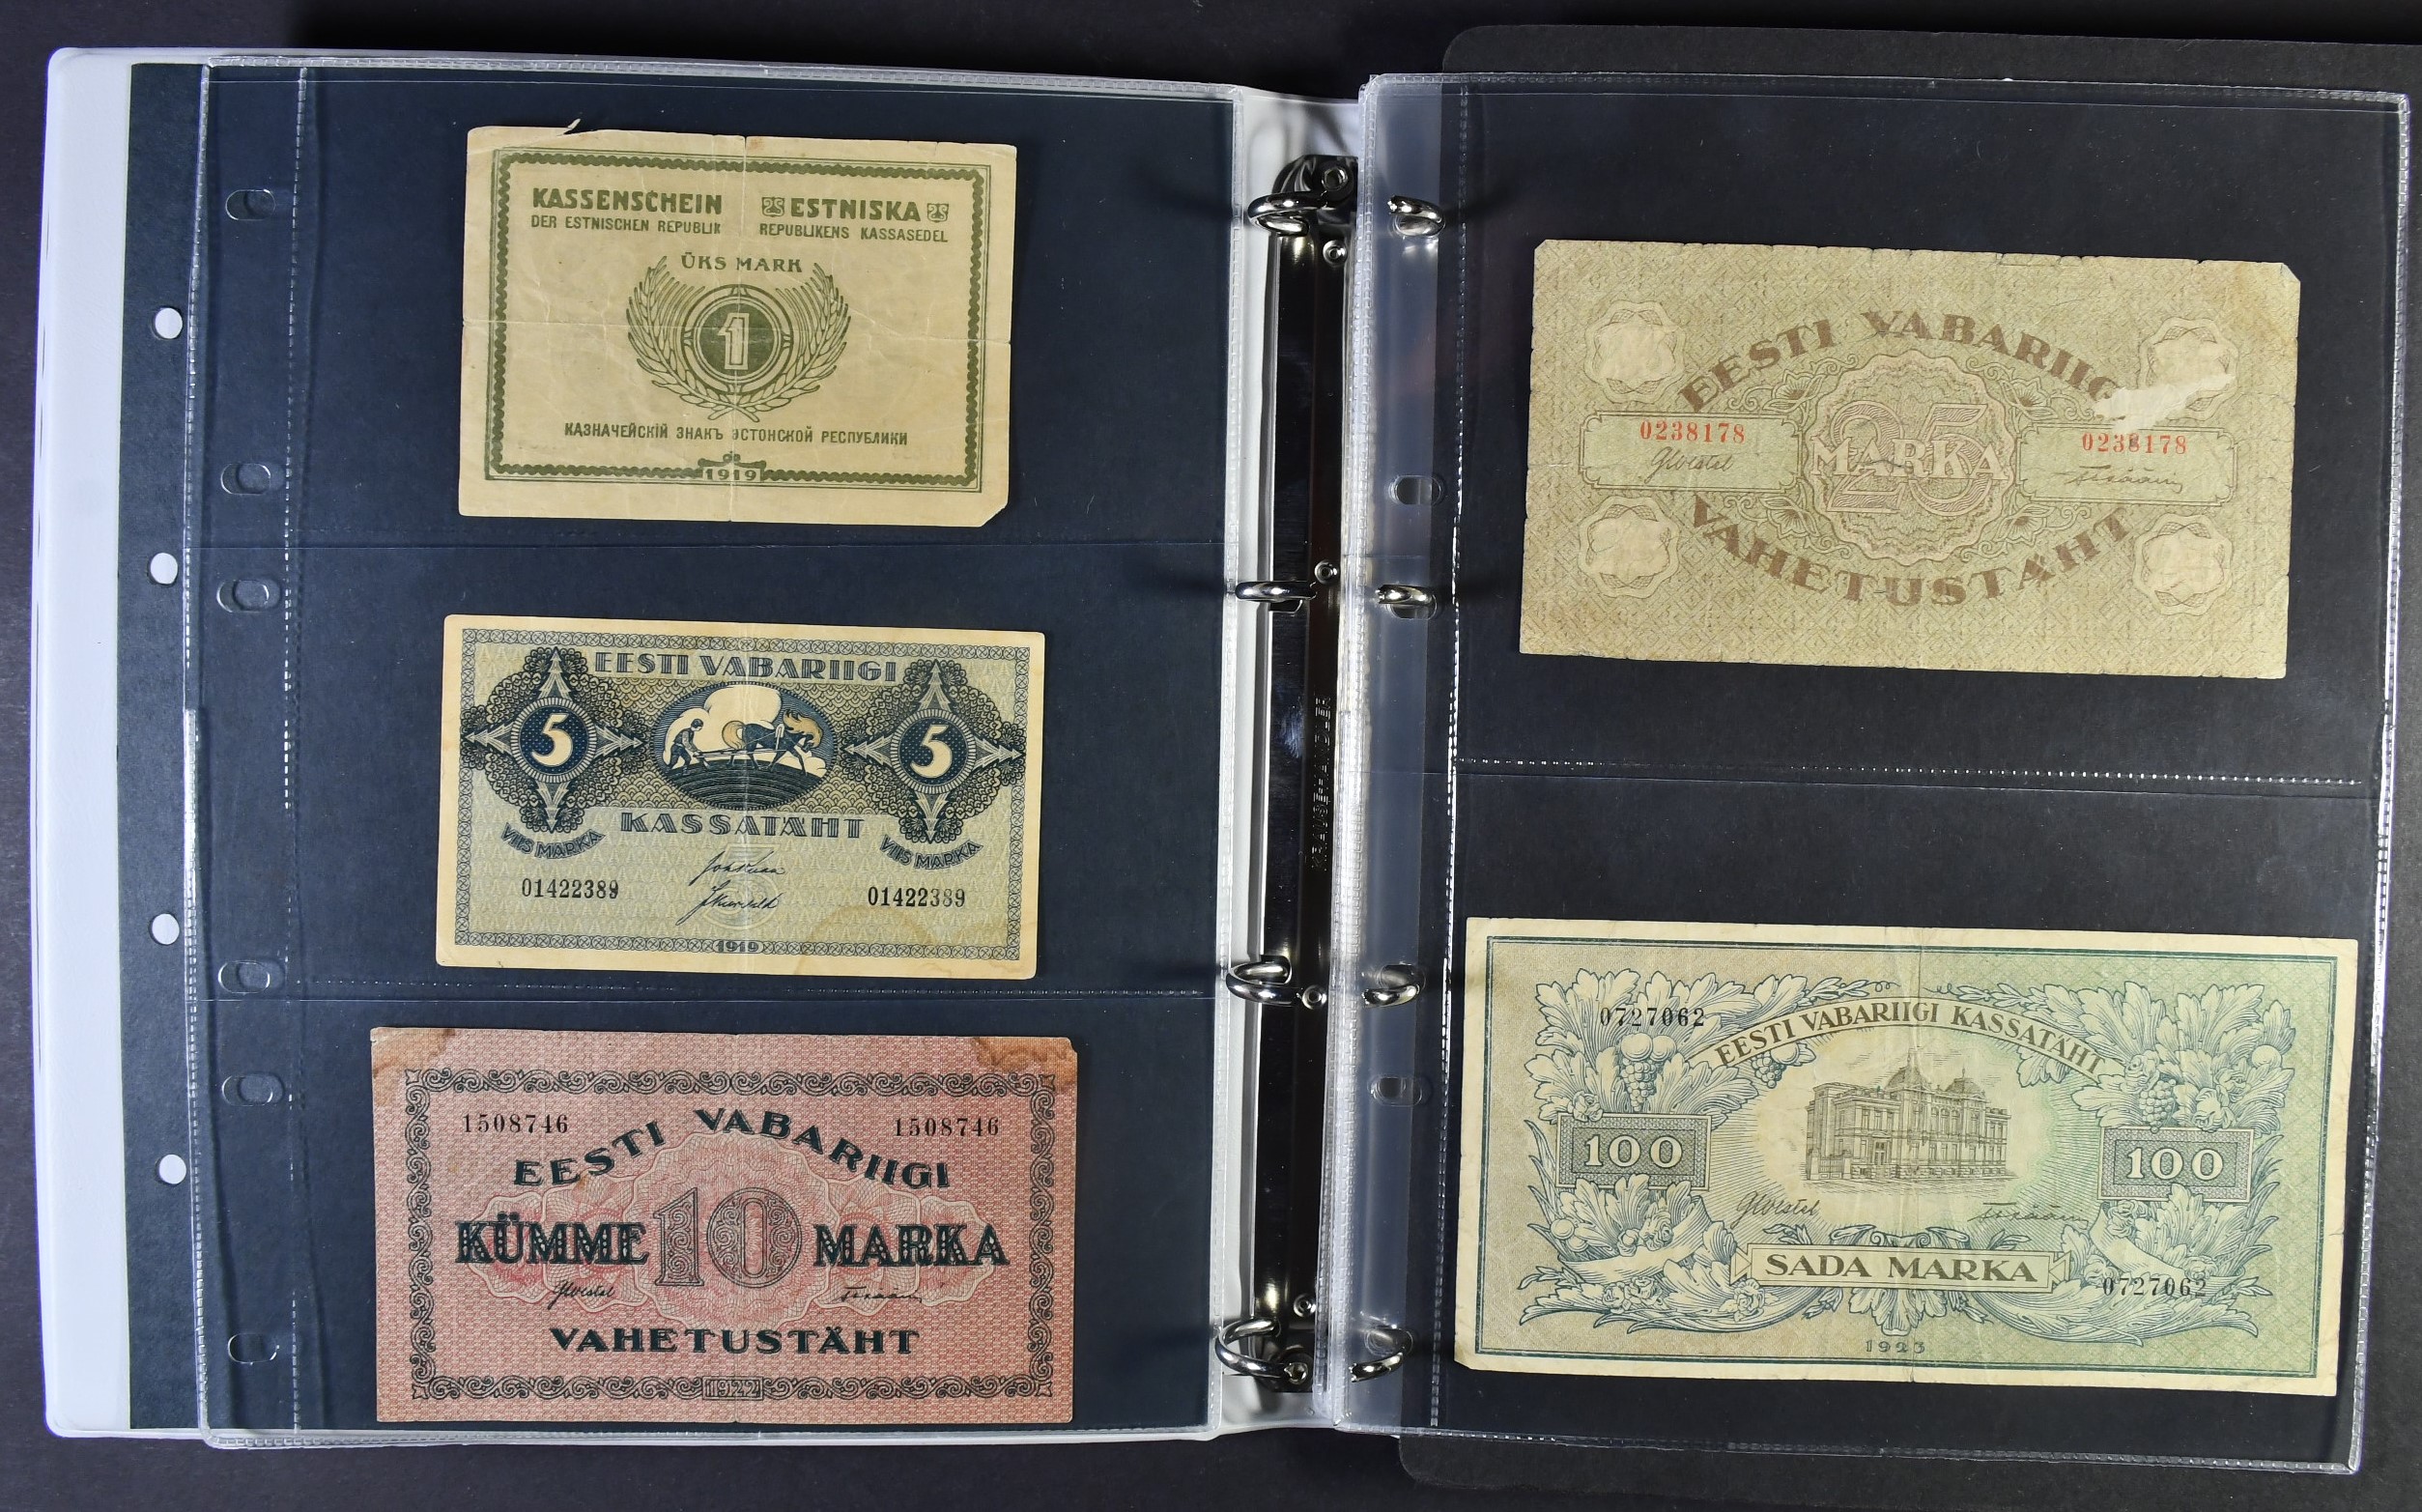 KASSENSCHEIN
DER ESTNISCHEN REPUBLIK
ESTNISKA
REPUBLIKENS KASSASEDEL
ÜKS MARK
1
КАЗНАЧЕЙСКІЙ ЗНАКЪ ЭСТОНСКОЙ РЕСПУБЛИКИ
1919
EESTI VABARIIGI
5 5
KASSATÄHT
VIIS MARKA VIIS MARKA
01422389 01422389
1919
1508746 1508746
EESTI VABARIIGI
KÜMME 10 MARKA
VAHETUSTÄHT
1922
EESTI VABARIIG
0238178 0238178
25
MARKA
VAHETUSTÄHT
0727062
EESTI VABARIIGI KASSATÄHT
100 100
SADA MARKA
0727062
1923